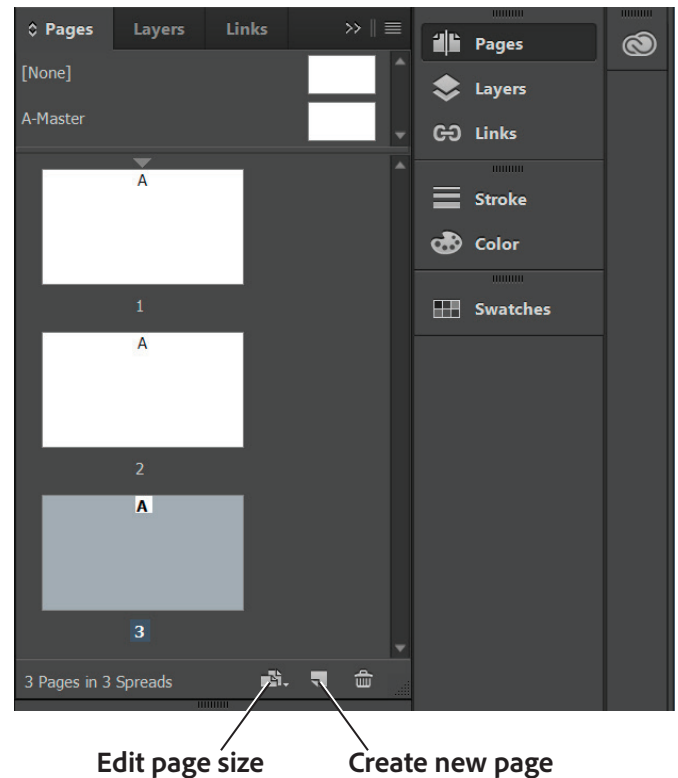 Pages Layers Links
[None]
A-Master
A
1
A
2
A
3
3 Pages in 3 Spreads
Pages
Layers
Links
Stroke
Color
Swatches
Edit page size Create new page